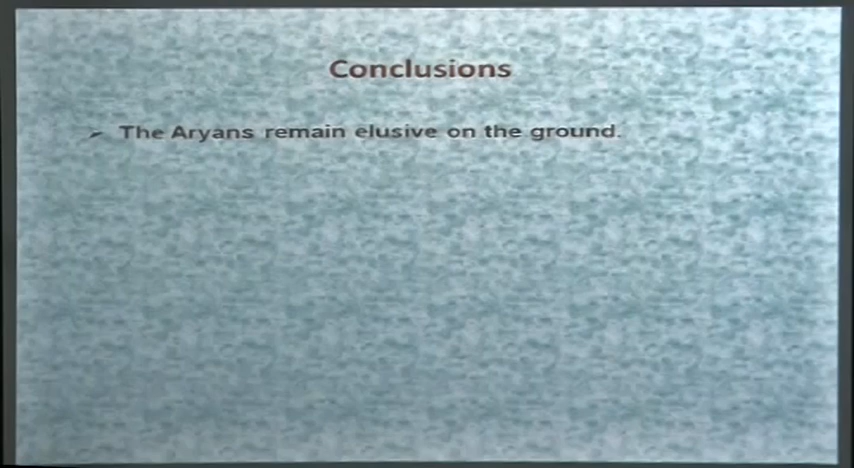 Conclusions
➢ The Aryans remain elusive on the ground.